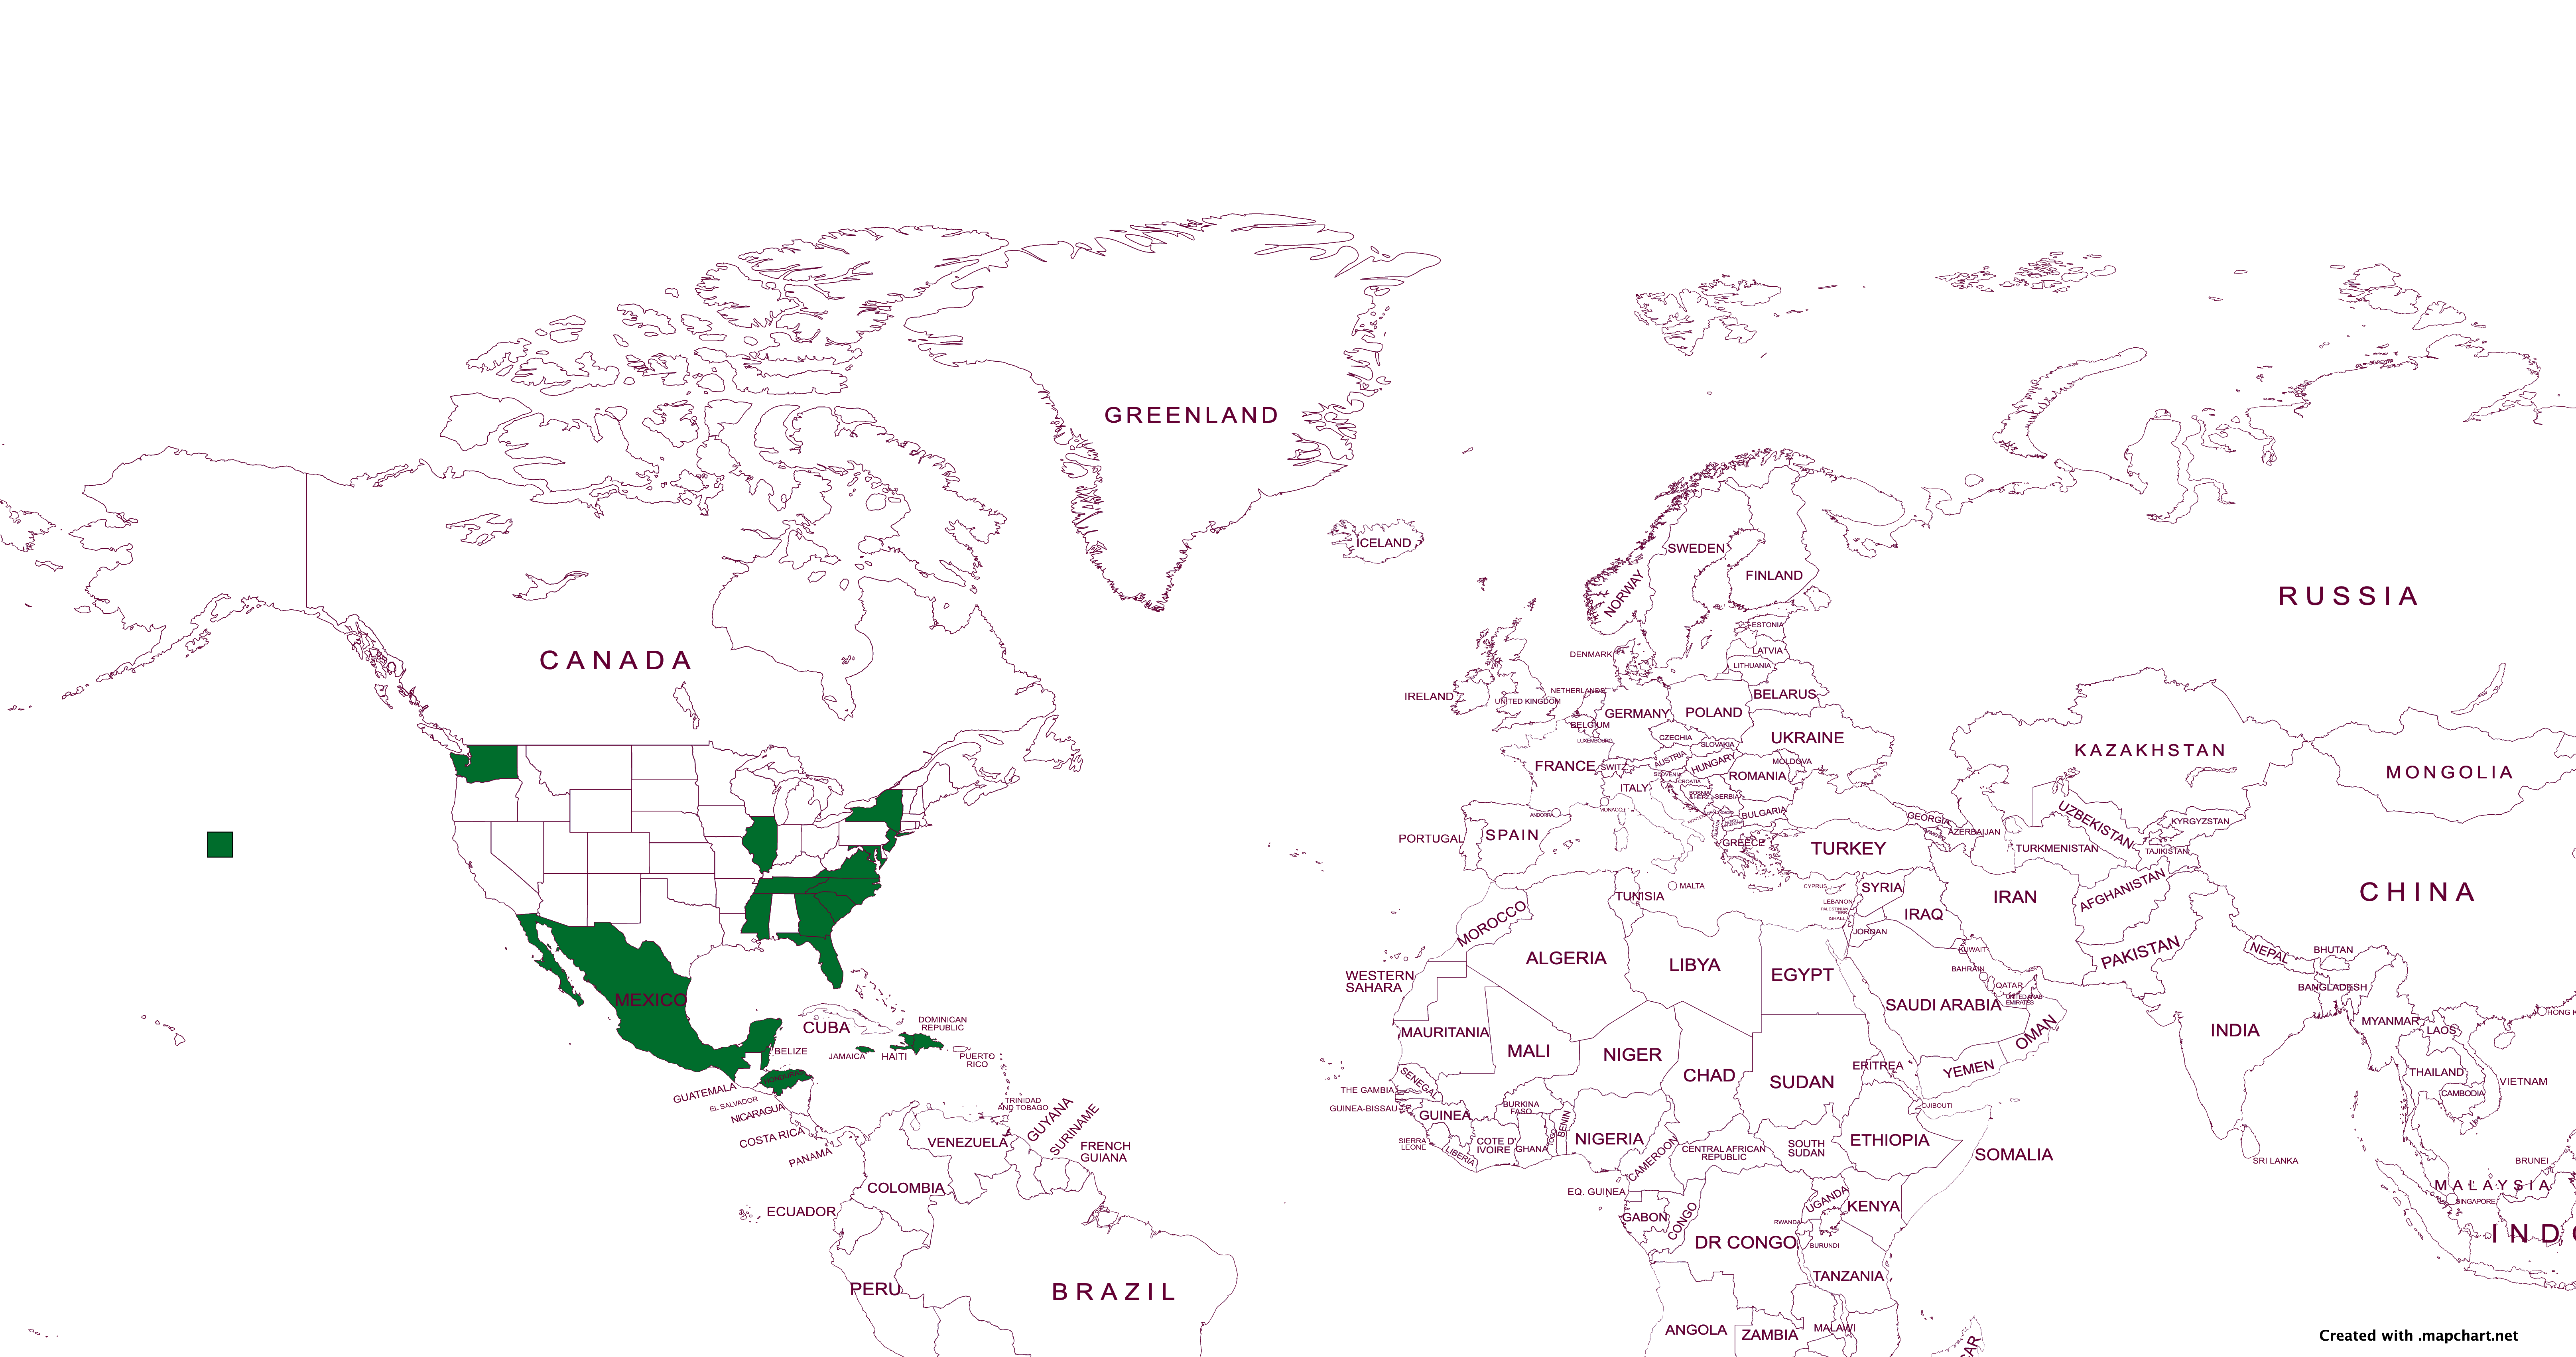 GREENLAND
ICELAND
SWEDEN
FINLAND
NORWAY
RUSSIA
ESTONIA
LATVIA
LITHUANIA
DENMARK
CANADA
IRELAND
UNITED KINGDOM
NETHERLANDS
BELARUS
GERMANY
POLAND
BELGIUM
LUXEMBOURG
CZECHIA
SLOVAKIA
UKRAINE
KAZAKHSTAN
MONGOLIA
FRANCE
SWITZ.
AUSTRIA
HUNGARY
MOLDOVA
SLOVENIA
CROATIA
ROMANIA
ITALY
BOSNIA
& HERZ.
SERBIA
MONACO
ANDORRA
BULGARIA
GEORGIA
AZERBAIJAN
UZBEKISTAN
KYRGYZSTAN
PORTUGAL
SPAIN
GREECE
TURKEY
TURKMENISTAN
TAJIKISTAN
MALTA
CYPRUS
SYRIA
TUNISIA
LEBANON
PALESTINIAN
TERR.
ISRAEL
IRAQ
IRAN
AFGHANISTAN
CHINA
MOROCCO
JORDAN
KUWAIT
PAKISTAN
NEPAL
BHUTAN
ALGERIA
LIBYA
EGYPT
BAHRAIN
QATAR
UNITED ARAB
EMIRATES
BANGLADESH
WESTERN
SAHARA
SAUDI ARABIA
OMAN
MEXICO
CUBA
DOMINICAN
REPUBLIC
HONG K
MYANMAR
LAOS
INDIA
MAURITANIA
MALI
NIGER
CHAD
SUDAN
ERITREA
YEMEN
BELIZE
JAMAICA
HAITI
PUERTO
RICO
THAILAND
VIETNAM
CAMBODIA
HONDURAS
GUATEMALA
EL SALVADOR
NICARAGUA
COSTA RICA
PANAMA
TRINIDAD
AND TOBAGO
SENEGAL
THE GAMBIA
GUINEA-BISSAU
GUINEA
BURKINA
FASO
BENIN
DJIBOUTI
SIERRA
LEONE
LIBERIA
COTE D'
IVOIRE
GHANA
TOGO
NIGERIA
CAMEROON
CENTRAL AFRICAN
REPUBLIC
SOUTH
SUDAN
ETHIOPIA
SOMALIA
SRI LANKA
VENEZUELA
GUYANA
SURINAME
FRENCH
GUIANA
COLOMBIA
ECUADOR
EQ. GUINEA
GABON
CONGO
UGANDA
KENYA
RWANDA
BURUNDI
DR CONGO
BRUNEI
MALAYSIA
SINGAPORE
INDO
PERU
BRAZIL
TANZANIA
ANGOLA
ZAMBIA
MALAWI
Created with .mapchart.net